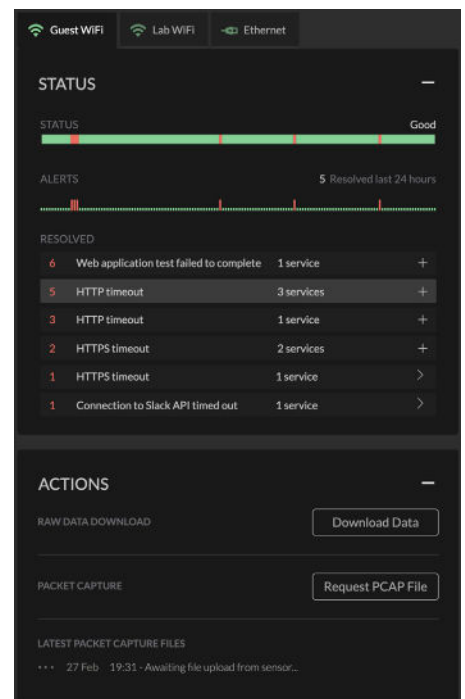 Guest WiFi Lab WiFi Ethernet
STATUS
STATUS Good
ALERTS 5 Resolved last 24 hours
RESOLVED
6 Web application test failed to complete 1 service
5 HTTP timeout 3 services
3 HTTP timeout 1 service
2 HTTPS timeout 2 services
1 HTTPS timeout 1 service
1 Connection to Slack API timed out 1 service
ACTIONS
RAW DATA DOWNLOAD Download Data
PACKET CAPTURE Request PCAP File
LATEST PACKET CAPTURE FILES
··· 27 Feb 19:31 - Awaiting file upload from sensor...